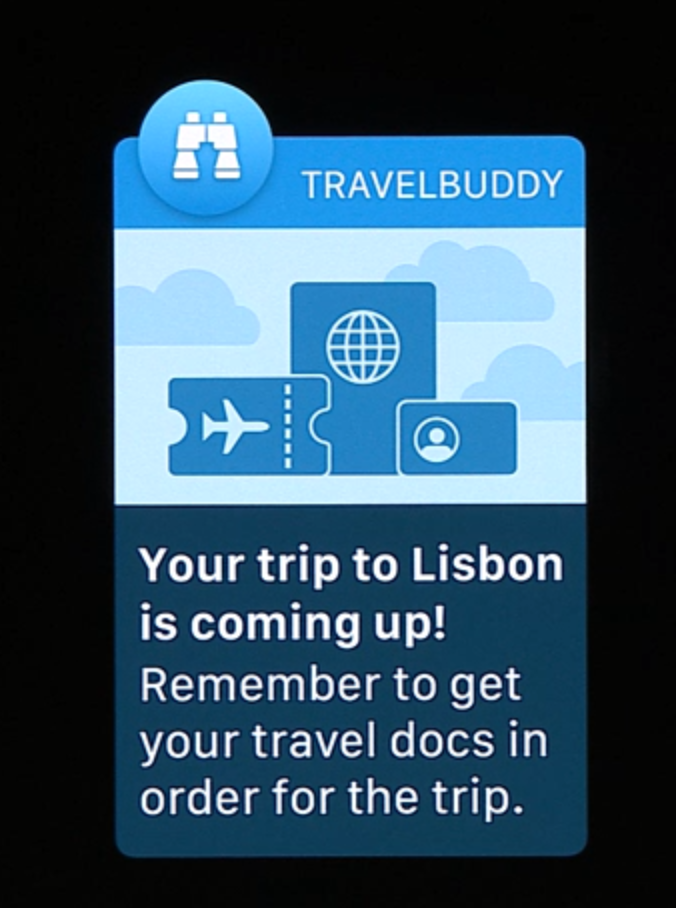 TRAVELBUDDY
Your trip to Lisbon
is coming up!
Remember to get
your travel docs in
order for the trip.